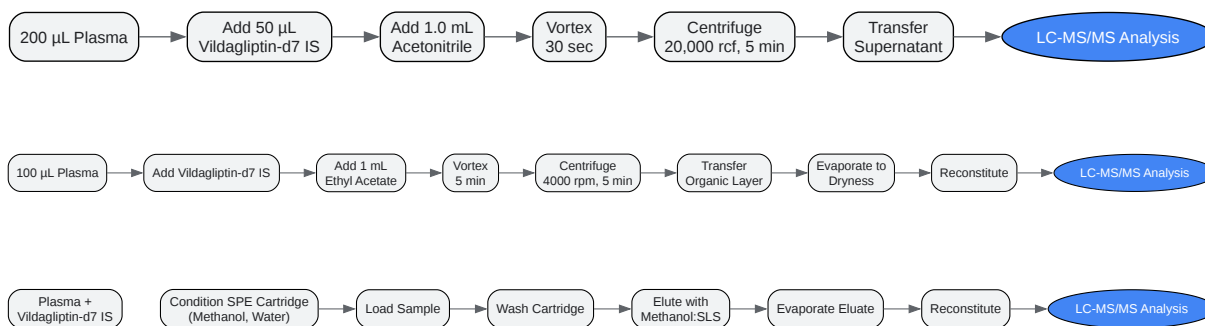 200 µL Plasma
Add 50 µL
Vildagliptin-d7 IS
Add 1.0 mL
Acetonitrile
Vortex
30 sec
Centrifuge
20,000 rcf, 5 min
Transfer
Supernatant
LC-MS/MS Analysis
100 µL Plasma
Add Vildagliptin-d7 IS
Add 1 mL
Ethyl Acetate
Vortex
5 min
Centrifuge
4000 rpm, 5 min
Transfer
Organic Layer
Evaporate to
Dryness
Reconstitute
LC-MS/MS Analysis
Plasma +
Vildagliptin-d7 IS
Condition SPE Cartridge
(Methanol, Water)
Load Sample
Wash Cartridge
Elute with
Methanol:SLS
Evaporate Eluate
Reconstitute
LC-MS/MS Analysis